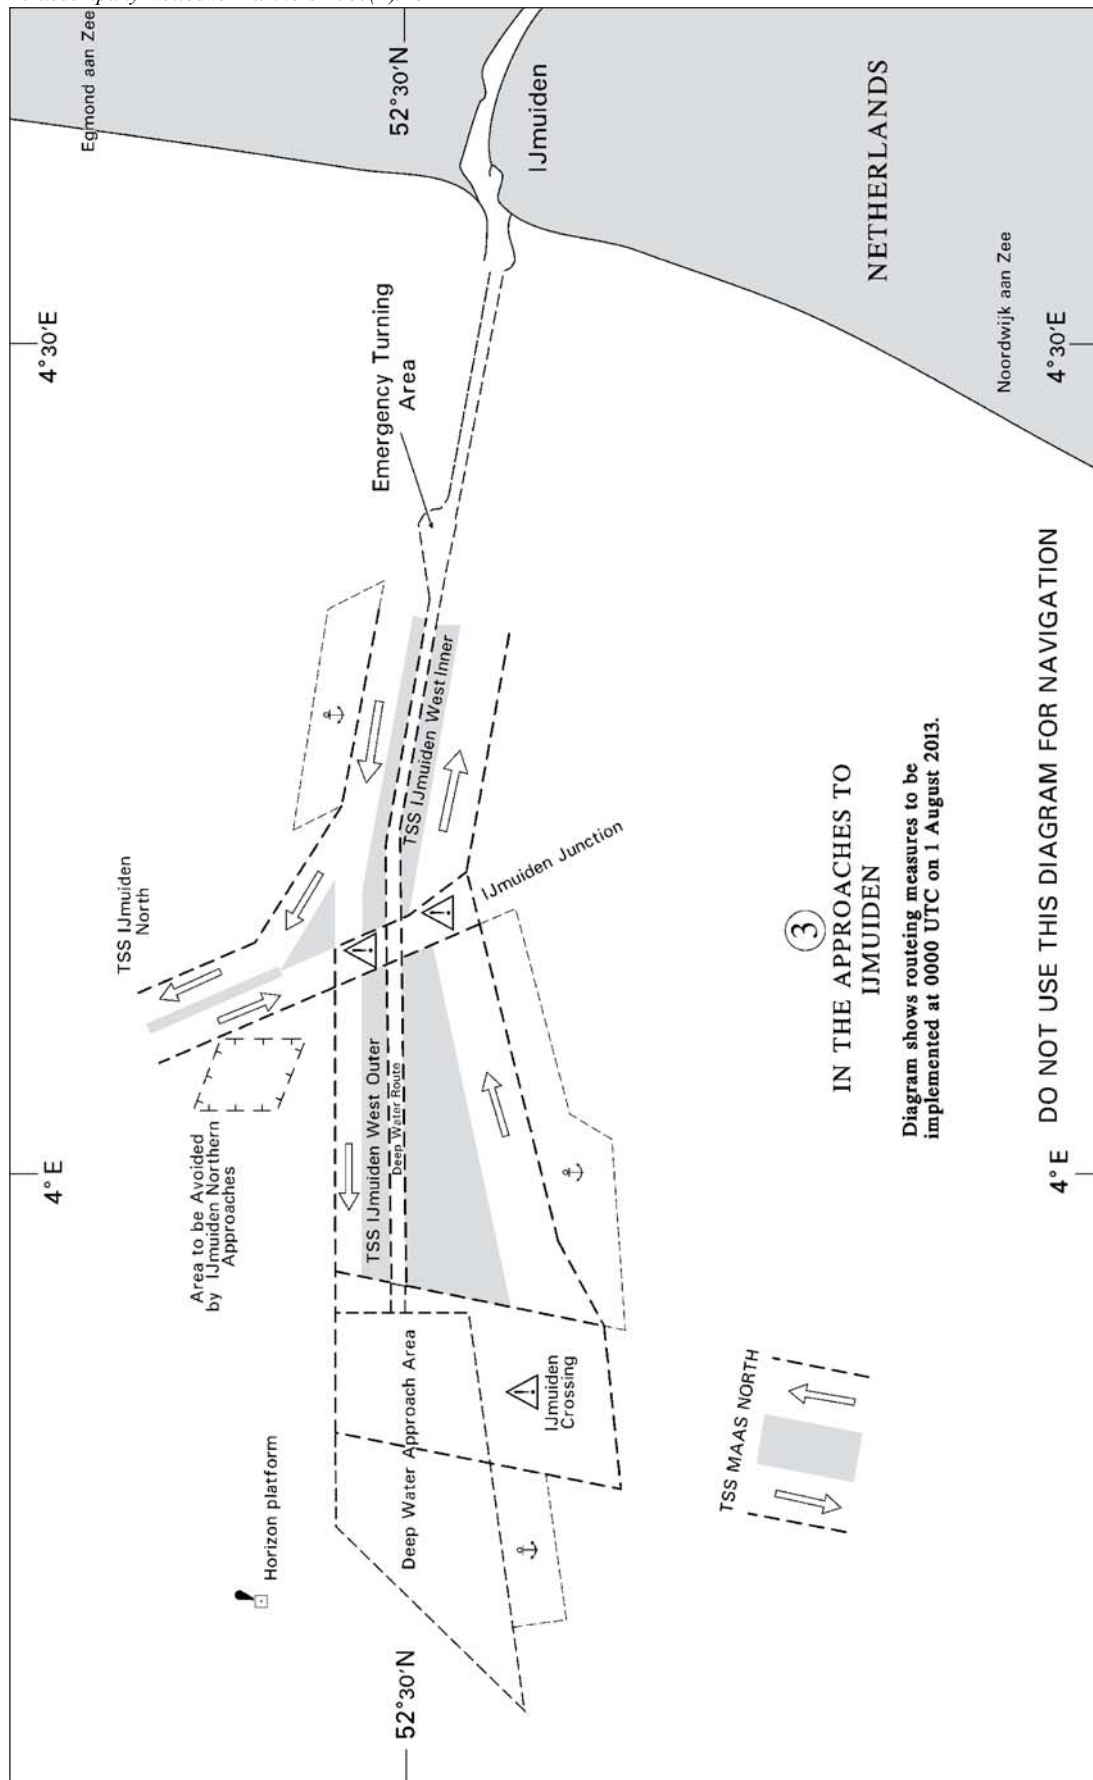 4°E
4°30'E
Egmond aan Zee
TSS IJmuiden
North
Area to be Avoided
by IJmuiden Northern
Approaches
Horizon platform
Emergency Turning
Area
52°30'N
52°30'N
TSS IJmuiden West Outer
Deep Water Route
TSS IJmuiden West Inner
Deep Water Approach Area
IJmuiden
IJmuiden Junction
IJmuiden
Crossing
TSS MAAS NORTH
3
IN THE APPROACHES TO
IJMUIDEN
NETHERLANDS
Diagram shows routeing measures to be
implemented at 0000 UTC on 1 August 2013.
Noordwijk aan Zee
4°E
DO NOT USE THIS DIAGRAM FOR NAVIGATION
4°30'E